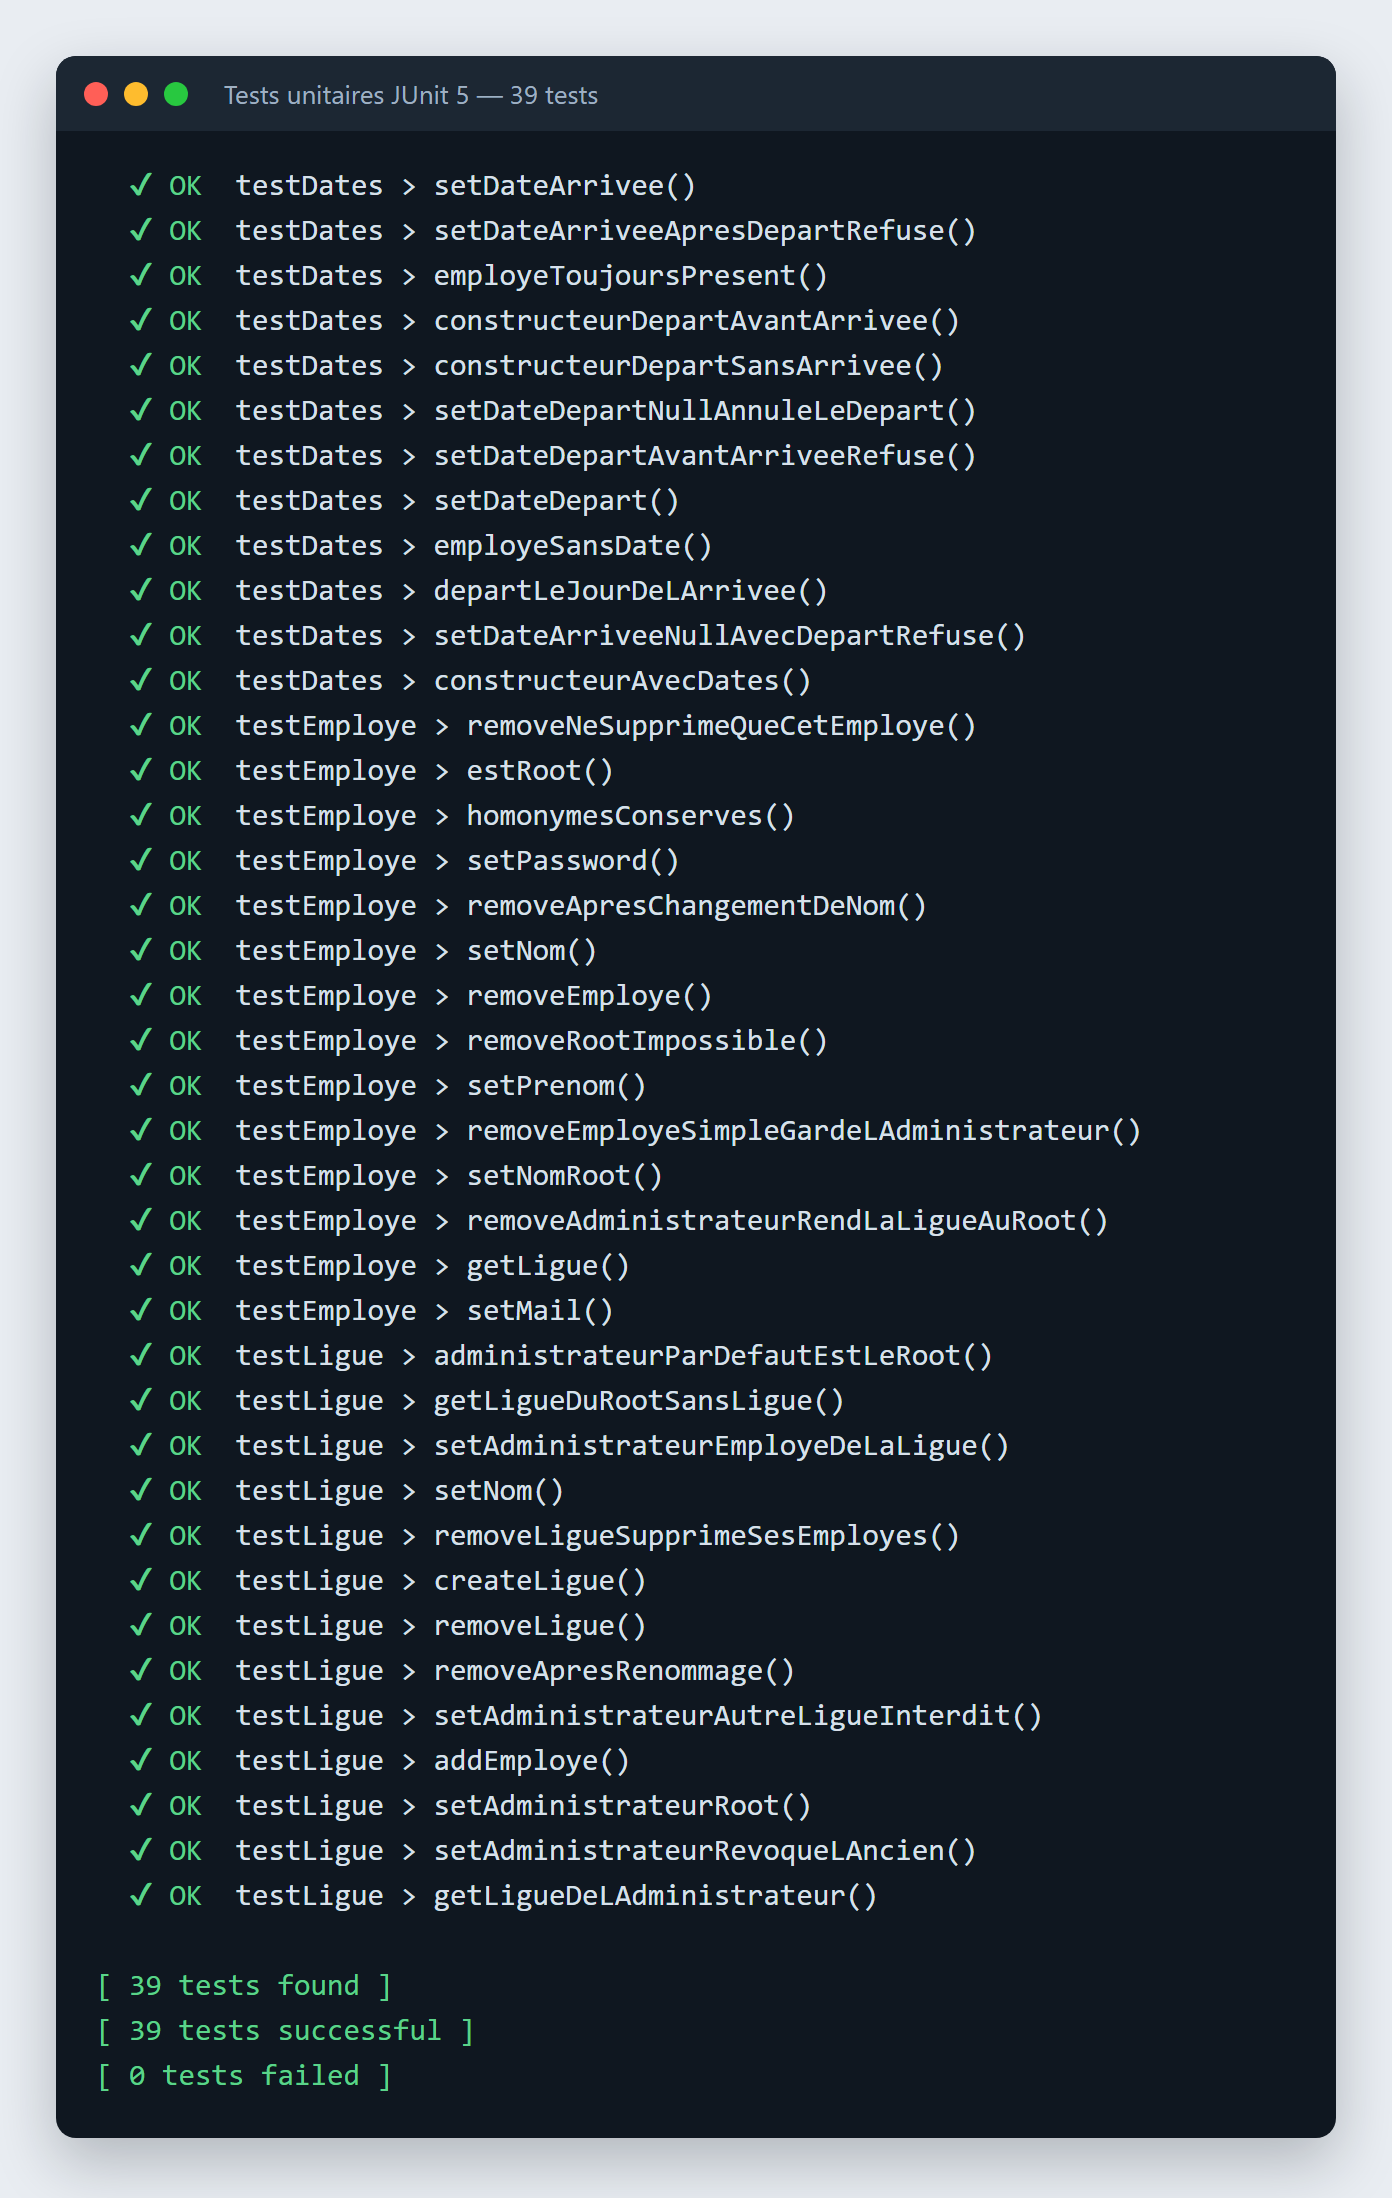 Tests unitaires JUnit 5 — 39 tests
✓ OK  testDates > setDateArrivee()
✓ OK  testDates > setDateArriveeApresDepartRefuse()
✓ OK  testDates > employeToujoursPresent()
✓ OK  testDates > constructeurDepartAvantArrivee()
✓ OK  testDates > constructeurDepartSansArrivee()
✓ OK  testDates > setDateDepartNullAnnuleLeDepart()
✓ OK  testDates > setDateDepartAvantArriveeRefuse()
✓ OK  testDates > setDateDepart()
✓ OK  testDates > employeSansDate()
✓ OK  testDates > departLeJourDeLArrivee()
✓ OK  testDates > setDateArriveeNullAvecDepartRefuse()
✓ OK  testDates > constructeurAvecDates()
✓ OK  testEmploye > removeNeSupprimeQueCetEmploye()
✓ OK  testEmploye > estRoot()
✓ OK  testEmploye > homonymesConserves()
✓ OK  testEmploye > setPassword()
✓ OK  testEmploye > removeApresChangementDeNom()
✓ OK  testEmploye > setNom()
✓ OK  testEmploye > removeEmploye()
✓ OK  testEmploye > removeRootImpossible()
✓ OK  testEmploye > setPrenom()
✓ OK  testEmploye > removeEmployeSimpleGardeLAdministrateur()
✓ OK  testEmploye > setNomRoot()
✓ OK  testEmploye > removeAdministrateurRendLaLigueAuRoot()
✓ OK  testEmploye > getLigue()
✓ OK  testEmploye > setMail()
✓ OK  testLigue > administrateurParDefautEstLeRoot()
✓ OK  testLigue > getLigueDuRootSansLigue()
✓ OK  testLigue > setAdministrateurEmployeDeLaLigue()
✓ OK  testLigue > setNom()
✓ OK  testLigue > removeLigueSupprimeSesEmployes()
✓ OK  testLigue > createLigue()
✓ OK  testLigue > removeLigue()
✓ OK  testLigue > removeApresRenommage()
✓ OK  testLigue > setAdministrateurAutreLigueInterdit()
✓ OK  testLigue > addEmploye()
✓ OK  testLigue > setAdministrateurRoot()
✓ OK  testLigue > setAdministrateurRevoqueLAncien()
✓ OK  testLigue > getLigueDeLAdministrateur()
[ 39 tests found ]
[ 39 tests successful ]
[ 0 tests failed ]